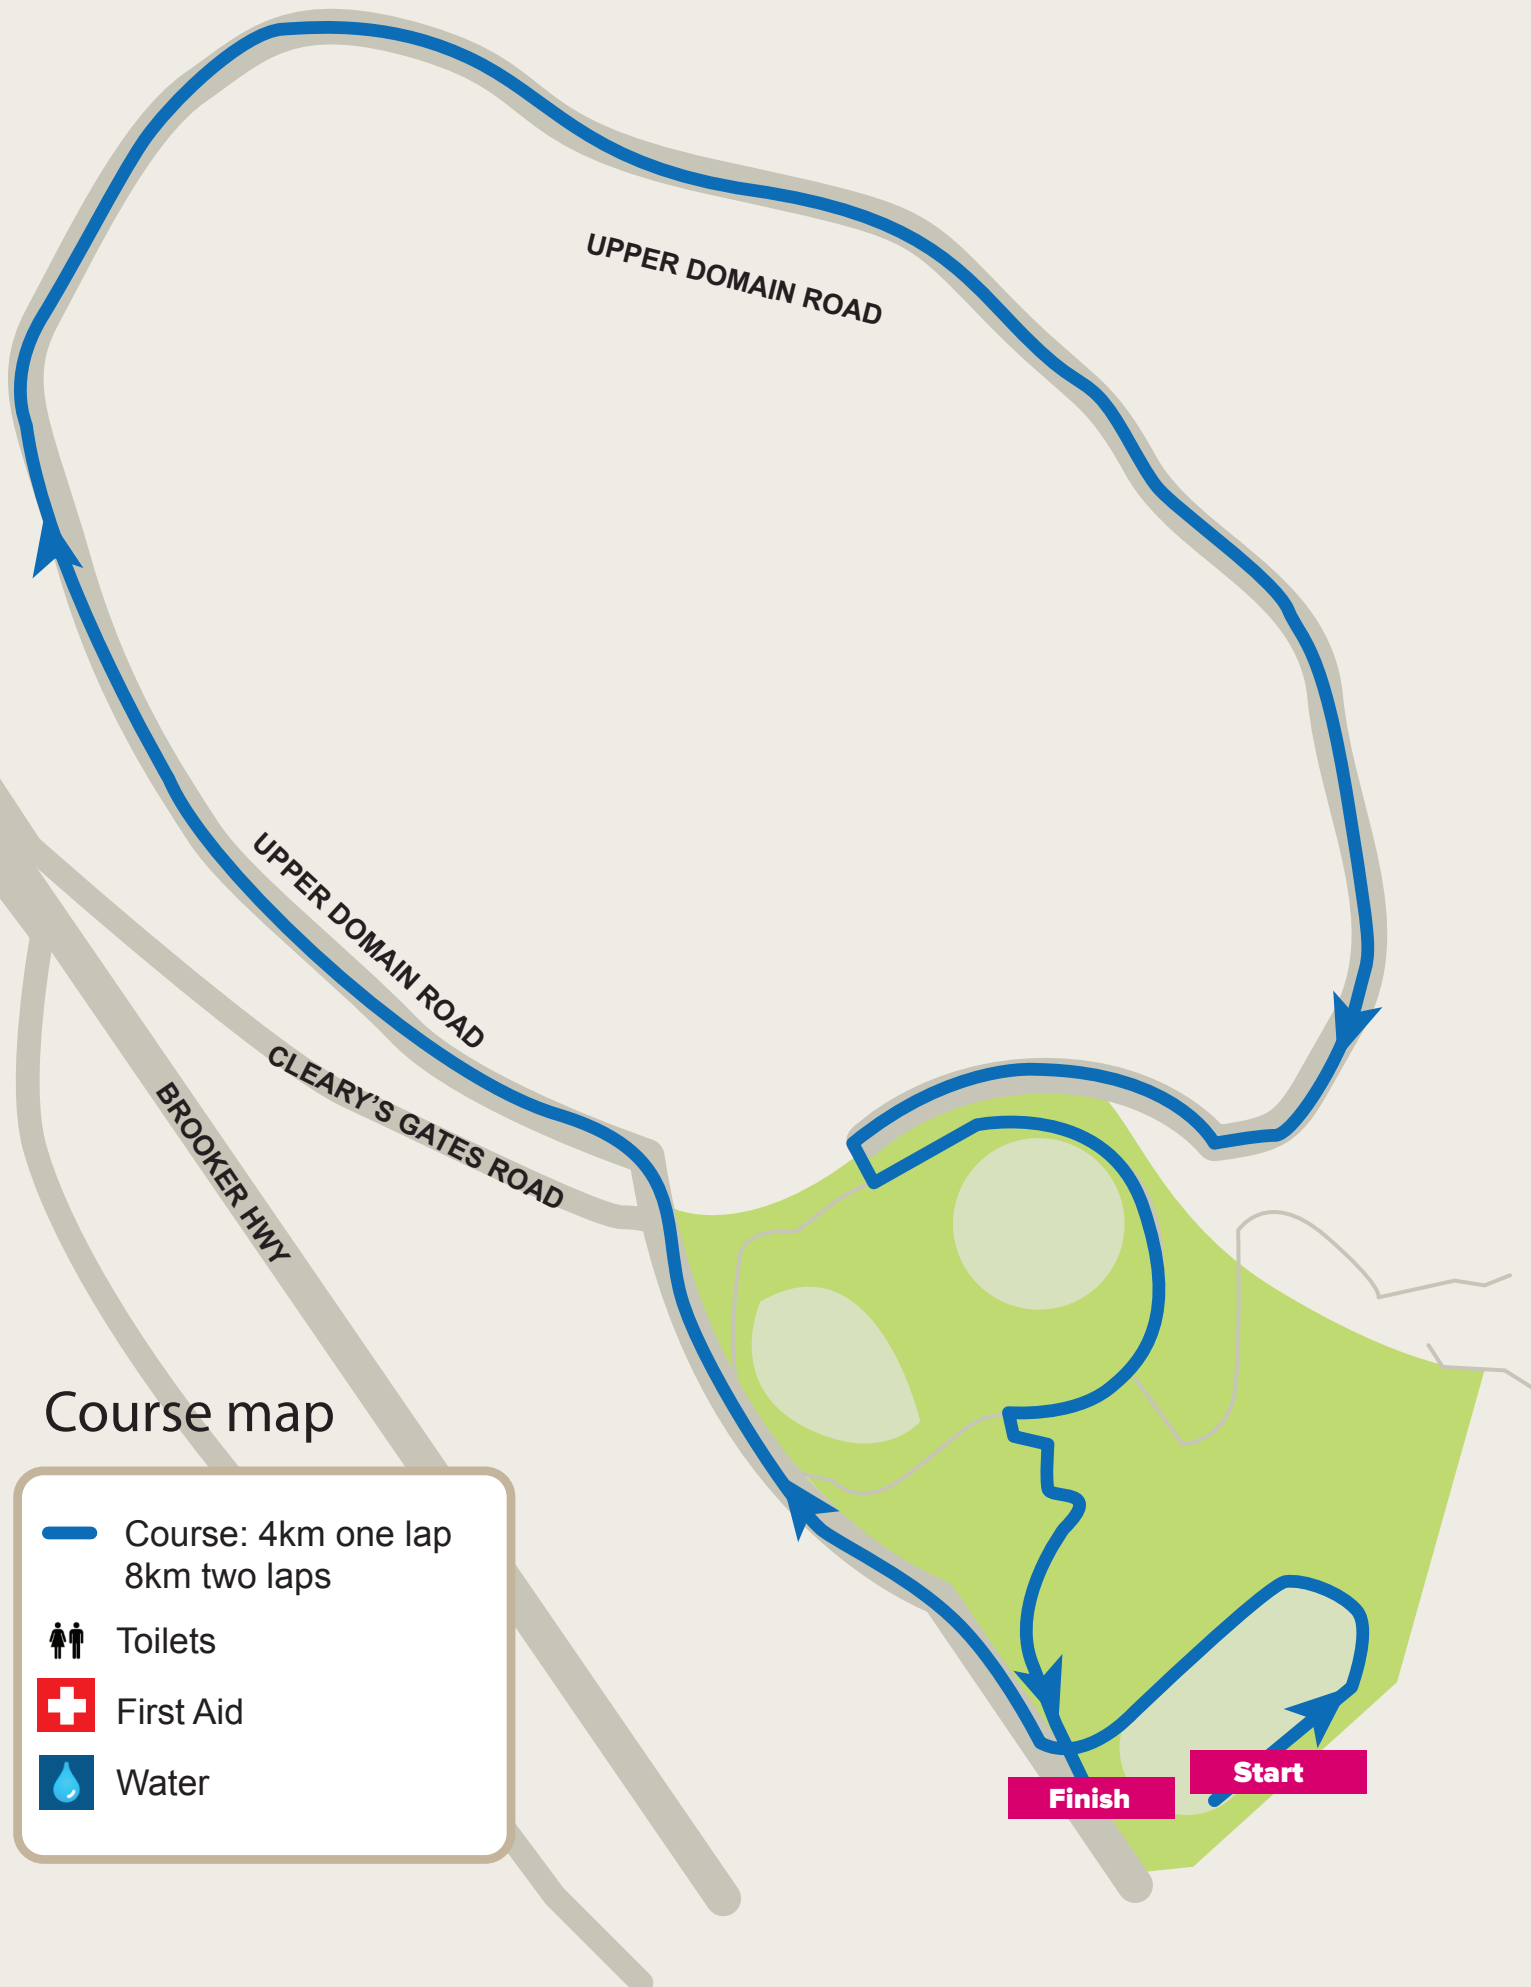 UPPER DOMAIN ROAD
UPPER DOMAIN ROAD
CLEARY'S GATES ROAD
BROOKER HWY
Course map
Course: 4km one lap
8km two laps
Toilets
First Aid
Water
Start
Finish